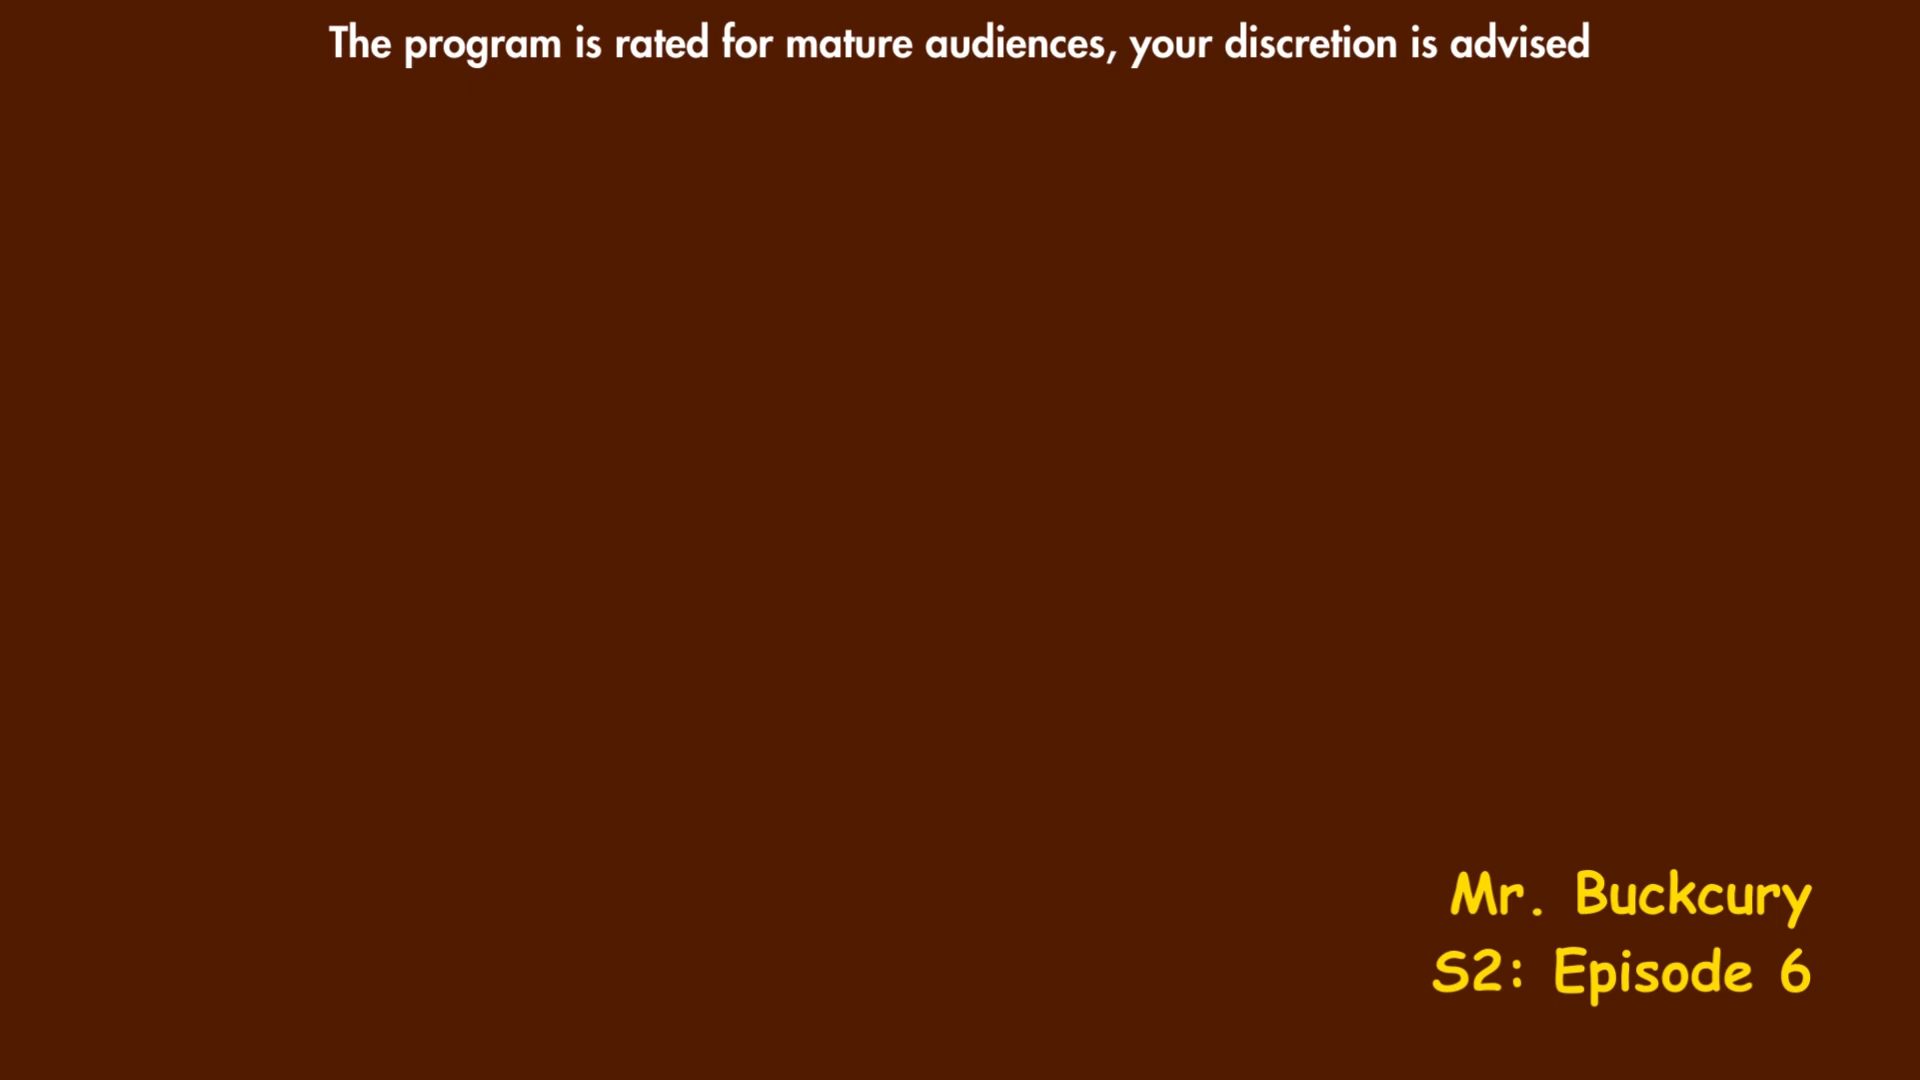 The program is rated for mature audiences, your discretion is advised
Mr. Buckcury
S2: Episode 6